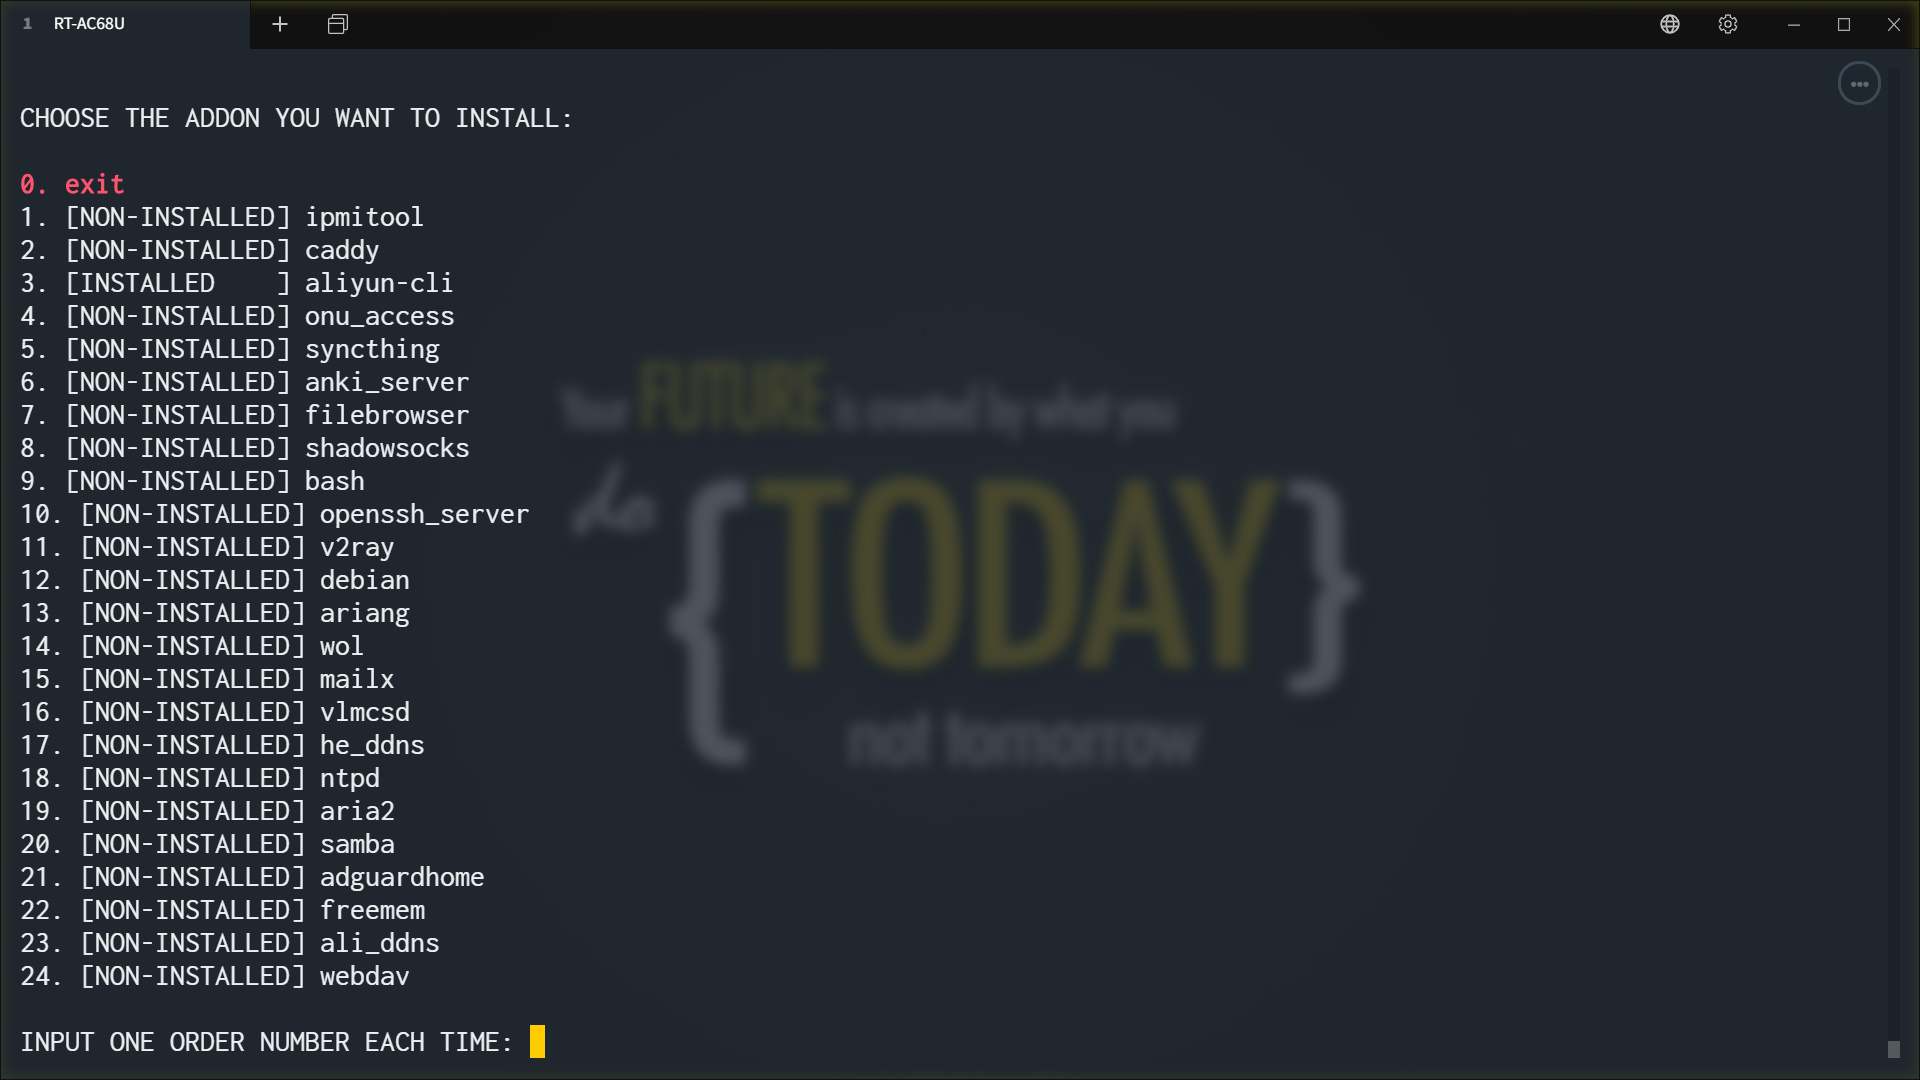 1 RT-AC68U
CHOOSE THE ADDON YOU WANT TO INSTALL:
0. exit
1. [NON-INSTALLED] ipmitool
2. [NON-INSTALLED] caddy
3. [INSTALLED    ] aliyun-cli
4. [NON-INSTALLED] onu_access
5. [NON-INSTALLED] syncthing
6. [NON-INSTALLED] anki_server
7. [NON-INSTALLED] filebrowser
8. [NON-INSTALLED] shadowsocks
9. [NON-INSTALLED] bash
10. [NON-INSTALLED] openssh_server
11. [NON-INSTALLED] v2ray
12. [NON-INSTALLED] debian
13. [NON-INSTALLED] ariang
14. [NON-INSTALLED] wol
15. [NON-INSTALLED] mailx
16. [NON-INSTALLED] vlmcsd
17. [NON-INSTALLED] he_ddns
18. [NON-INSTALLED] ntpd
19. [NON-INSTALLED] aria2
20. [NON-INSTALLED] samba
21. [NON-INSTALLED] adguardhome
22. [NON-INSTALLED] freemem
23. [NON-INSTALLED] ali_ddns
24. [NON-INSTALLED] webdav
INPUT ONE ORDER NUMBER EACH TIME:
Your FUTURE is created by what you
do {TODAY}
not tomorrow